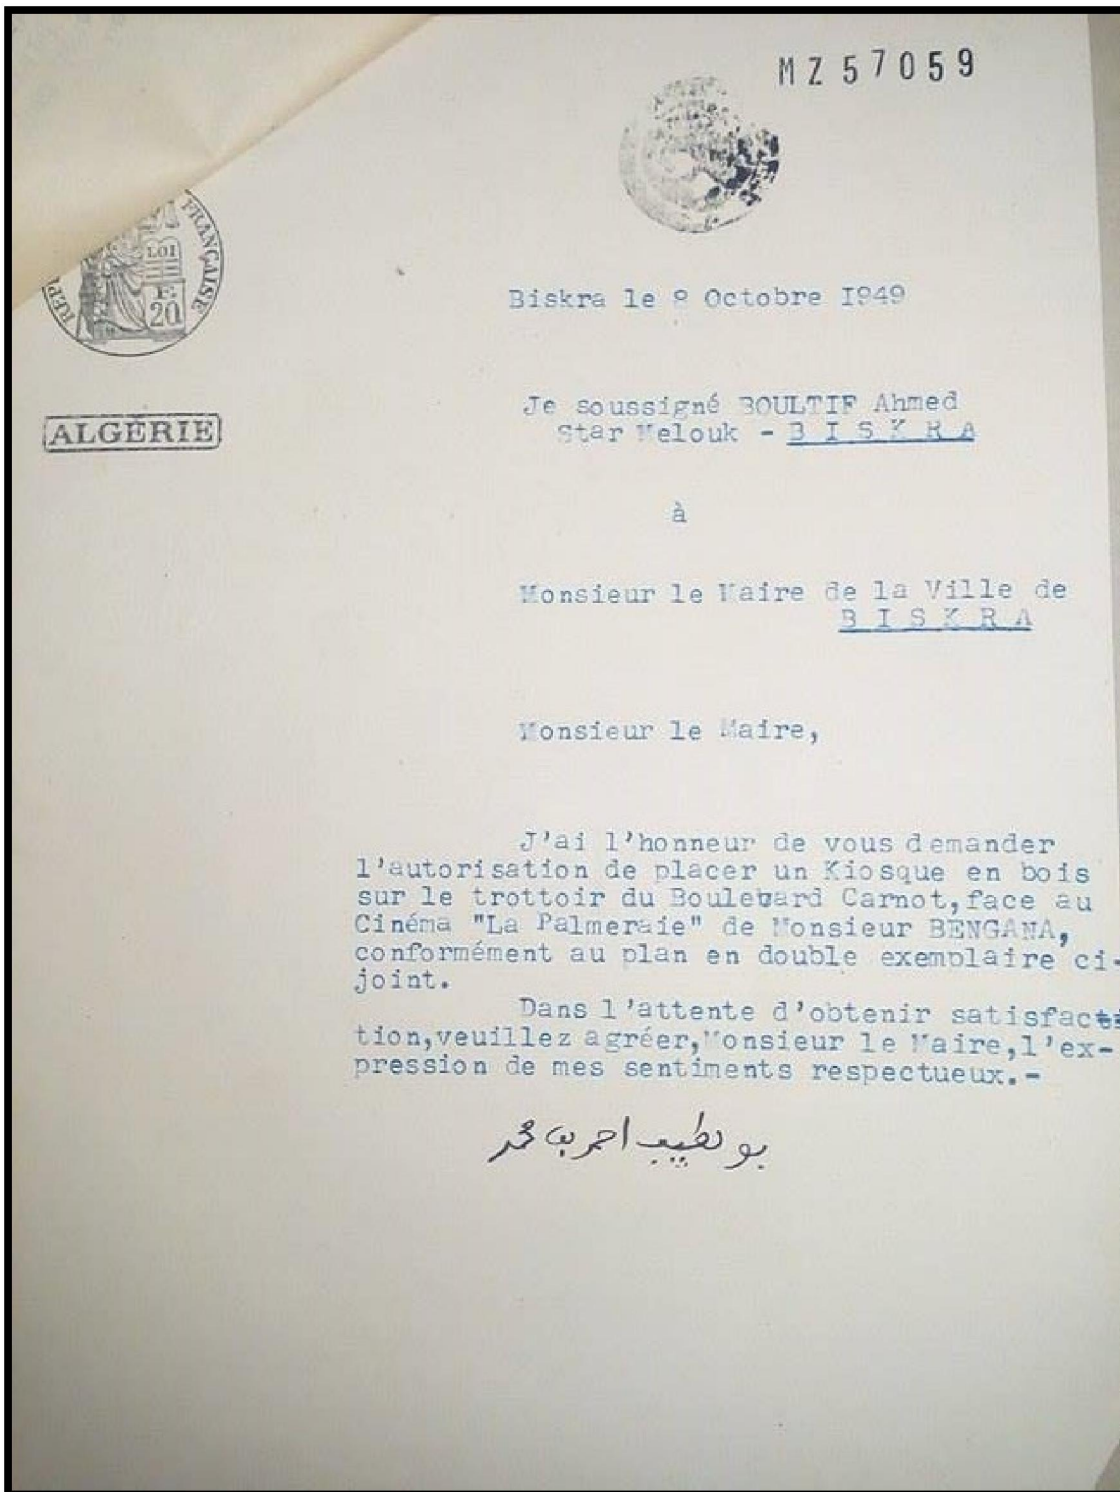 MZ57059
FRANÇAISE
LOI
F.
20
ALGÉRIE
Biskra le 8 Octobre I949
Je soussigné BOULTIF Ahmed
Star Melouk - B I S K R A
à
Monsieur le Maire de la Ville de
B I S K R A
Monsieur le Maire,
J'ai l'honneur de vous demander
l'autorisation de placer un Kiosque en bois
sur le trottoir du Boulevard Carnot,face au
Cinéma "La Palmeraie" de Monsieur BENGANA,
conformément au plan en double exemplaire ci-
joint.
Dans l'attente d'obtenir satisfac
tion,veuillez agréer,Monsieur le Maire,l'ex-
pression de mes sentiments respectueux.-
احمد بن محمد